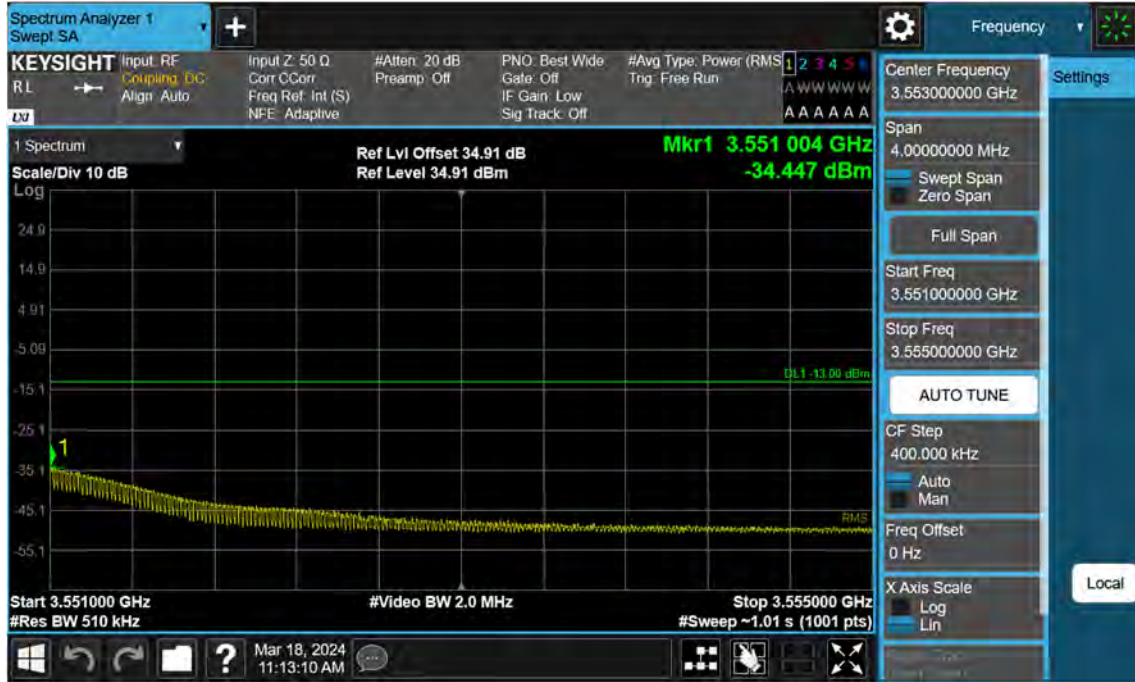 Spectrum Analyzer 1
Swept SA
Frequency
KEYSIGHT
RL
LXI
Input: RF
Coupling: DC
Align: Auto
Input Z: 50 Ω
Corr CCorr
Freq Ref: Int (S)
NFE: Adaptive
#Atten: 20 dB
Preamp: Off
PNO: Best Wide
Gate: Off
IF Gain: Low
Sig Track: Off
#Avg Type: Power (RMS
Trig: Free Run
1 2 3 4 5 6
A W W W W W
A A A A A A
1 Spectrum
Scale/Div 10 dB
Log
Ref Lvl Offset 34.91 dB
Ref Level 34.91 dBm
Mkr1 3.551 004 GHz
-34.447 dBm
24.9
14.9
4.91
-5.09
-15.1
-25.1
-35.1
-45.1
-55.1
DL1 -13.00 dBm
1
RMS
Start 3.551000 GHz
#Res BW 510 kHz
#Video BW 2.0 MHz
Stop 3.555000 GHz
#Sweep ~1.01 s (1001 pts)
Center Frequency
3.553000000 GHz
Span
4.00000000 MHz
Swept Span
Zero Span
Full Span
Start Freq
3.551000000 GHz
Stop Freq
3.555000000 GHz
AUTO TUNE
CF Step
400.000 kHz
Auto
Man
Freq Offset
0 Hz
X Axis Scale
Log
Lin
Settings
Local
?
Mar 18, 2024
11:13:10 AM